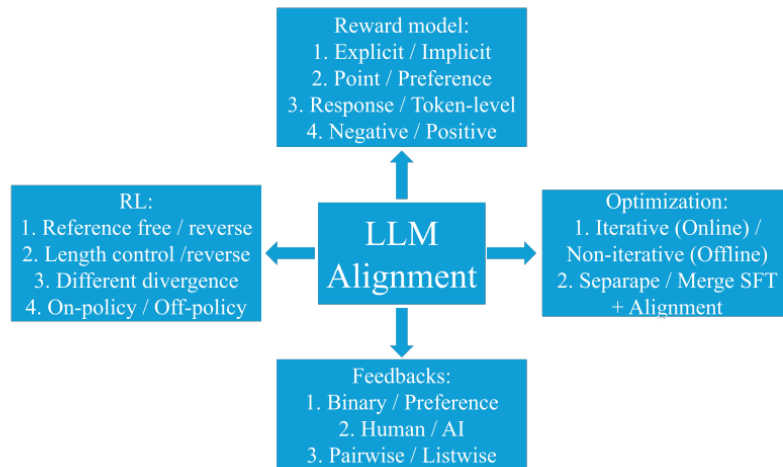 Reward model:
1. Explicit / Implicit
2. Point / Preference
3. Response / Token-level
4. Negative / Positive
RL:
1. Reference free / reverse
2. Length control /reverse
3. Different divergence
4. On-policy / Off-policy
LLM
Alignment
Optimization:
1. Iterative (Online) /
Non-iterative (Offline)
2. Separape / Merge SFT
+ Alignment
Feedbacks:
1. Binary / Preference
2. Human / AI
3. Pairwise / Listwise